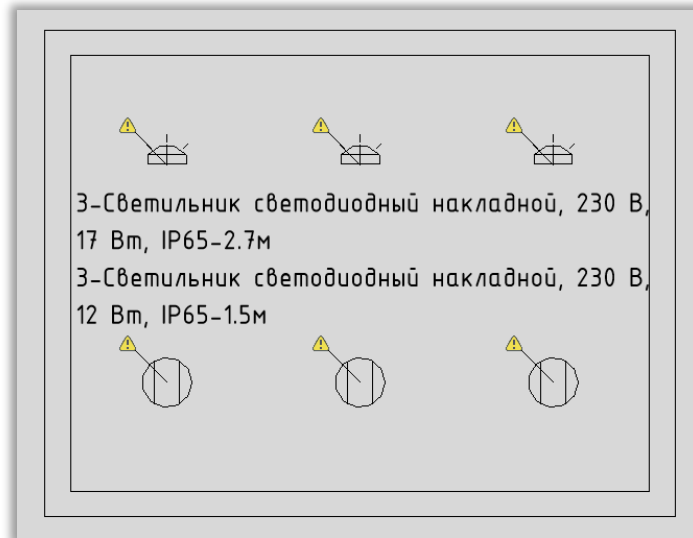 3-Светильник светодиодный накладной, 230 В,
17 Вт, IP65-2.7м
3-Светильник светодиодный накладной, 230 В,
12 Вт, IP65-1.5м